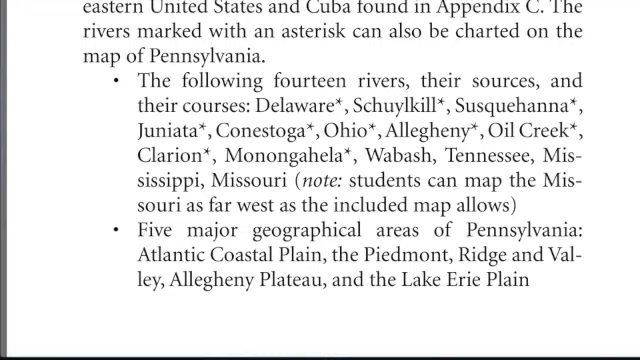 eastern United States and Cuba found in Appendix C. The
rivers marked with an asterisk can also be charted on the
map of Pennsylvania.
• The following fourteen rivers, their sources, and
their courses: Delaware*, Schuylkill*, Susquehanna*,
Juniata*, Conestoga*, Ohio*, Allegheny*, Oil Creek*,
Clarion*, Monongahela*, Wabash, Tennessee, Mis-
sissippi, Missouri (note: students can map the Mis-
souri as far west as the included map allows)
• Five major geographical areas of Pennsylvania:
Atlantic Coastal Plain, the Piedmont, Ridge and Val-
ley, Allegheny Plateau, and the Lake Erie Plain